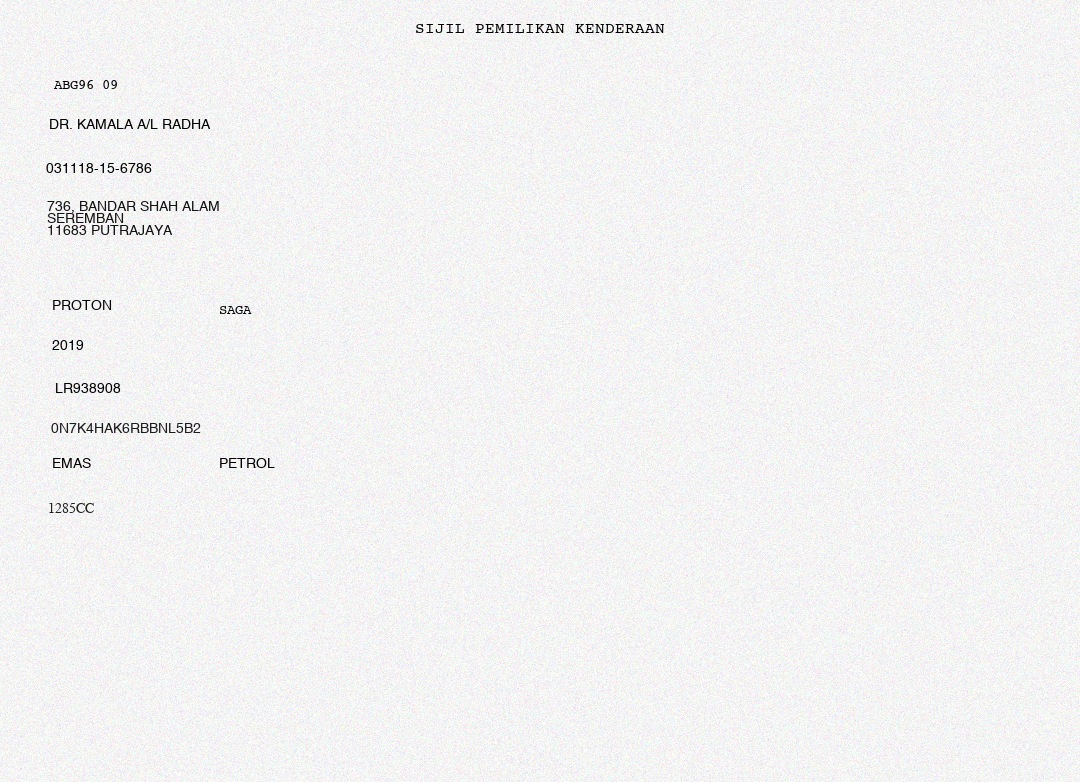 SIJIL PEMILIKAN KENDERAAN
ABG96 09
DR. KAMALA A/L RADHA
031118-15-6786
736, BANDAR SHAH ALAM
SEREMBAN
11683 PUTRAJAYA
PROTON SAGA
2019
LR938908
0N7K4HAK6RBBNL5B2
EMAS PETROL
1285CC